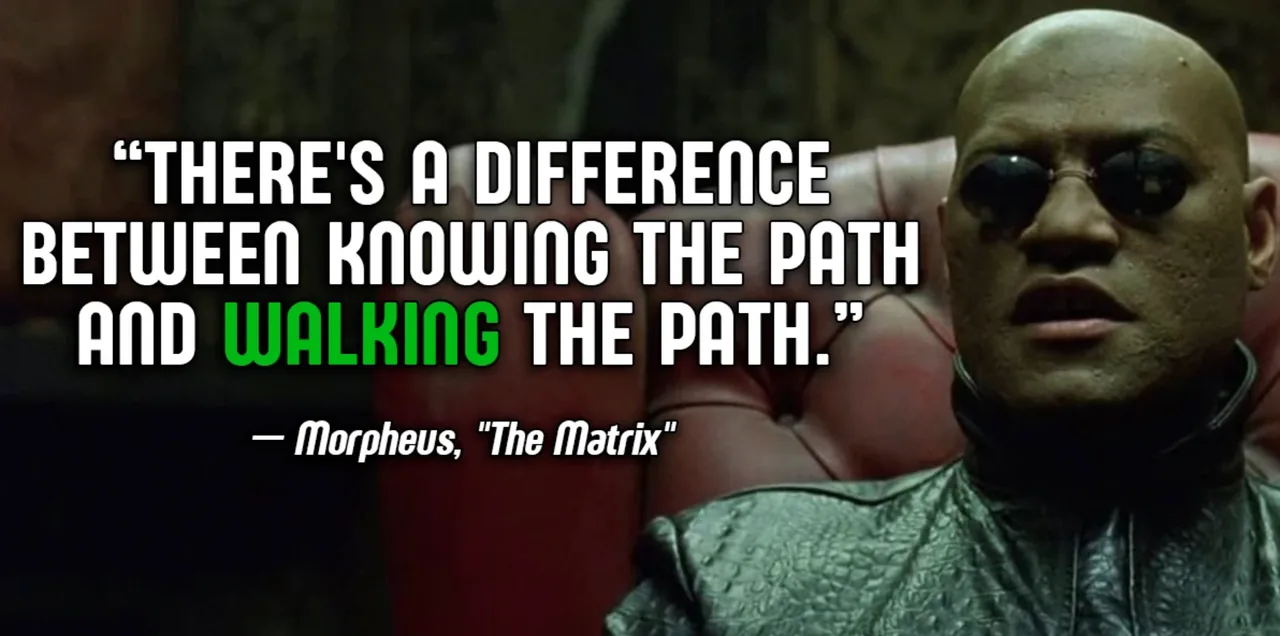 “THERE'S A DIFFERENCE
BETWEEN KNOWING THE PATH
AND WALKING THE PATH.”
— Morpheus, "The Matrix"